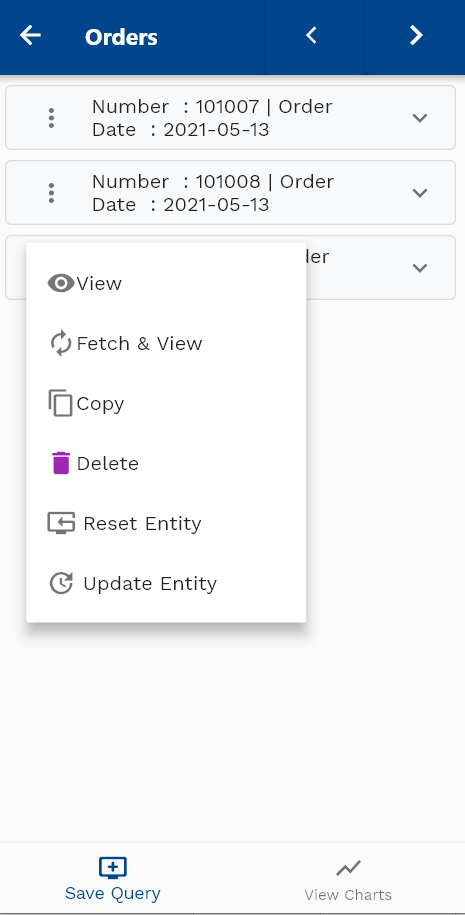 Orders
Number : 101007 | Order
Date : 2021-05-13
Number : 101008 | Order
Date : 2021-05-13
View
Fetch & View
Copy
Delete
Reset Entity
Update Entity
Save Query
View Charts